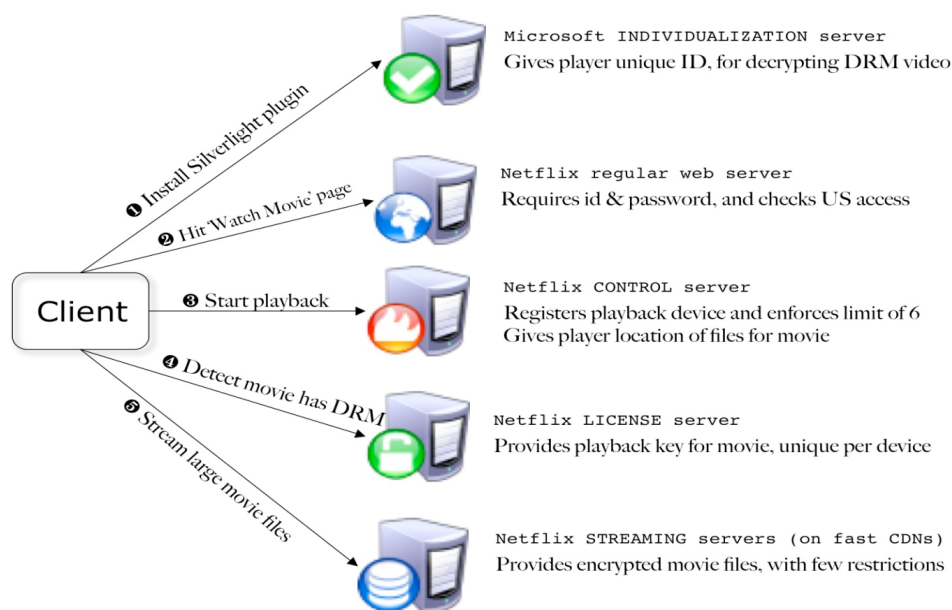 Microsoft INDIVIDUALIZATION server
Gives player unique ID, for decrypting DRM video
❶ Install Silverlight plugin
Netflix regular web server
Requires id & password, and checks US access
❷ Hit 'Watch Movie' page
Client
Netflix CONTROL server
Registers playback device and enforces limit of 6
Gives player location of files for movie
❸ Start playback
❹ Detect movie has DRM
Netflix LICENSE server
Provides playback key for movie, unique per device
❺ Stream large
movie files
Netflix STREAMING servers (on fast CDNs)
Provides encrypted movie files, with few restrictions